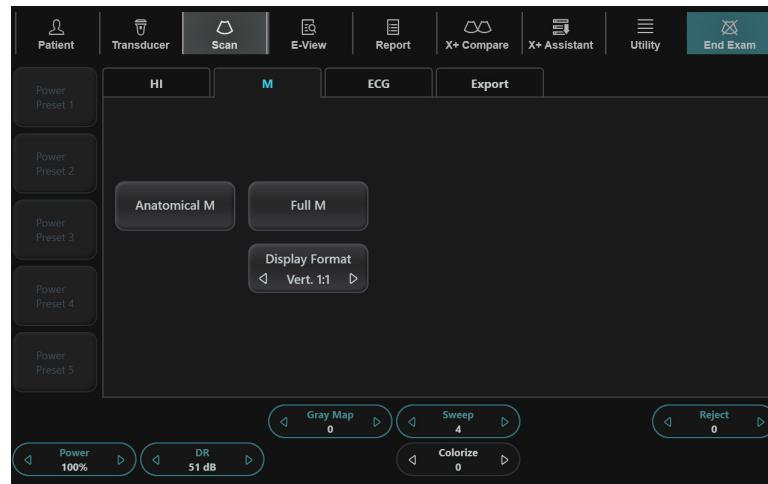 Patient
Transducer
Scan
E-View
Report
X+ Compare
X+ Assistant
Utility
End Exam
HI
M
ECG
Export
Power
Preset 1
Power
Preset 2
Power
Preset 3
Power
Preset 4
Power
Preset 5
Anatomical M
Full M
Display Format
Vert. 1:1
Gray Map
0
Sweep
4
Reject
0
Power
100%
DR
51 dB
Colorize
0